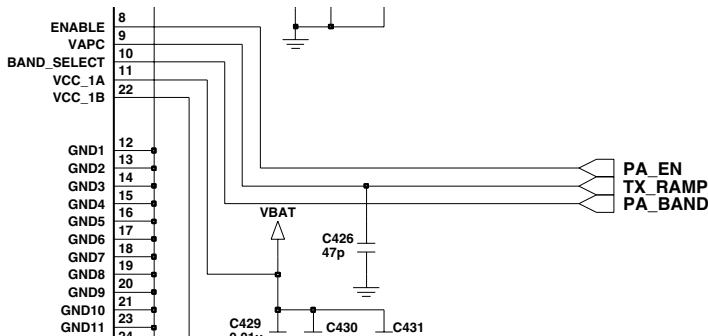 8
ENABLE
9
VAPC
10
BAND_SELECT
11
VCC_1A
22
VCC_1B
12
GND1
13
GND2
14
GND3
15
GND4
16
GND5
17
GND6
18
GND7
19
GND8
20
GND9
21
GND10
23
GND11
24
PA_EN
TX_RAMP
PA_BAND
VBAT
C426
47p
C429
C430
C431